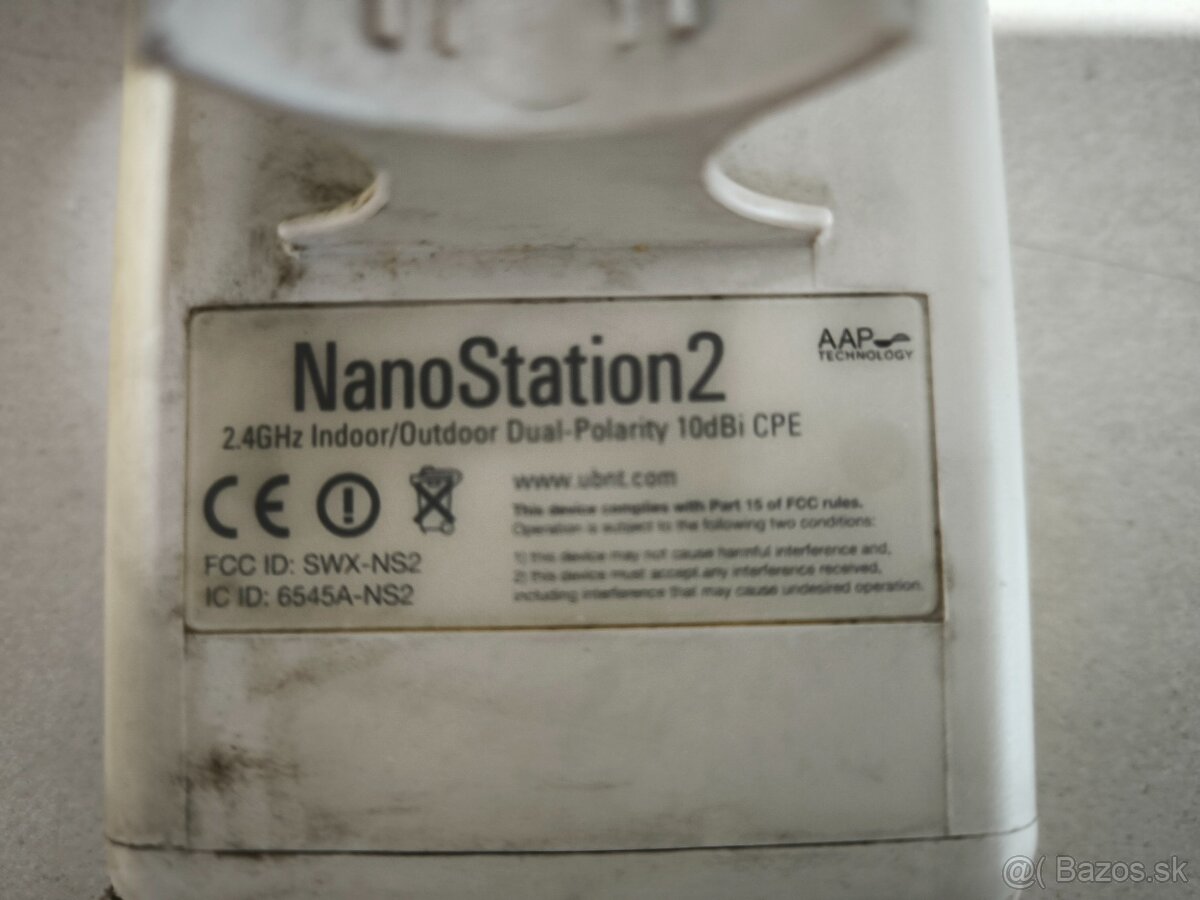 NanoStation2
AAP
TECHNOLOGY
2.4GHz Indoor/Outdoor Dual-Polarity 10dBi CPE
CE
FCC ID: SWX-NS2
IC ID: 6545A-NS2
www.ubnt.com
This device complies with Part 15 of FCC rules.
Operation is subject to the following two conditions:
1) this device may not cause harmful interference and,
2) this device must accept any interference received,
including interference that may cause undesired operation.
@( Bazos.sk